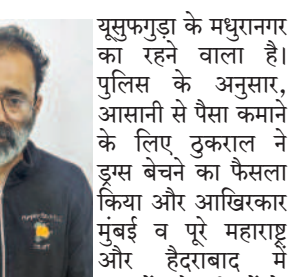 यूसुफगुड़ा के मधुरानगर
का रहने वाला है।
पुलिस के अनुसार,
आसानी से पैसा कमाने
के लिए ठुकराल ने
ड्रग्स बेचने का फैसला
किया और आखिरकार
मुंबई व पूरे महाराष्ट्र
और हैदराबाद में